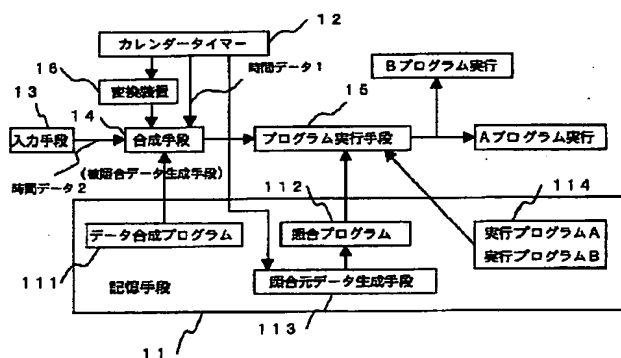 12
カレンダータイマー
16
変換装置
時間データ1
Bプログラム実行
13
入力手段
14
合成手段
15
プログラム実行手段
Aプログラム実行
時間データ2
(被照合データ生成手段)
112
114
データ合成プログラム
照合プログラム
実行プログラムA
実行プログラムB
111
記憶手段
照合元データ生成手段
113
11